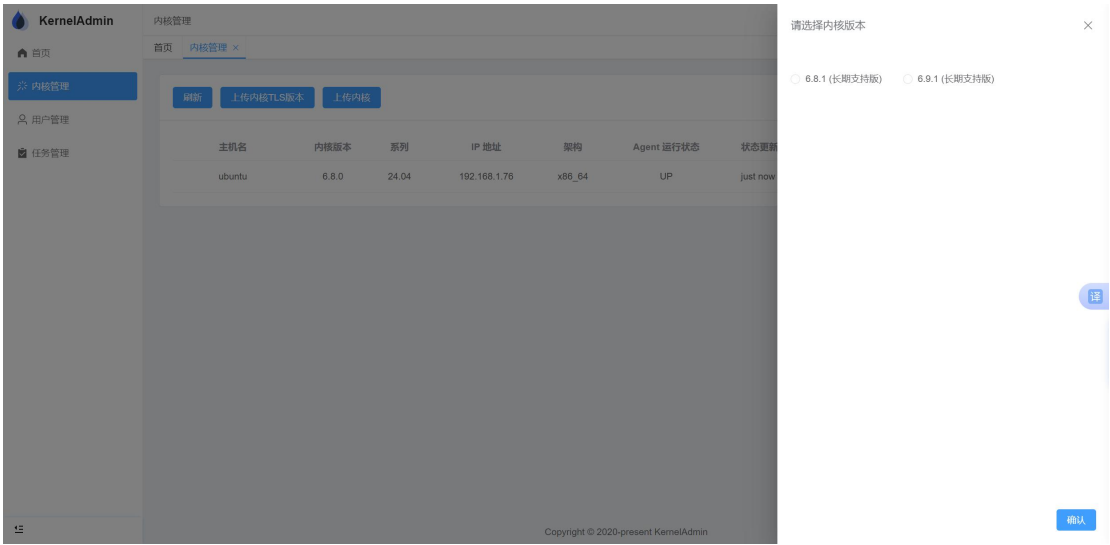 KernelAdmin
首页
内核管理
用户管理
任务管理
内核管理
首页 内核管理 ×
刷新 上传内核TLS版本 上传内核
主机名 内核版本 系列 IP 地址 架构 Agent 运行状态 状态更新
ubuntu 6.8.0 24.04 192.168.1.76 x86_64 UP just now
Copyright © 2020-present KernelAdmin
请选择内核版本
6.8.1 (长期支持版) 6.9.1 (长期支持版)
译
确认